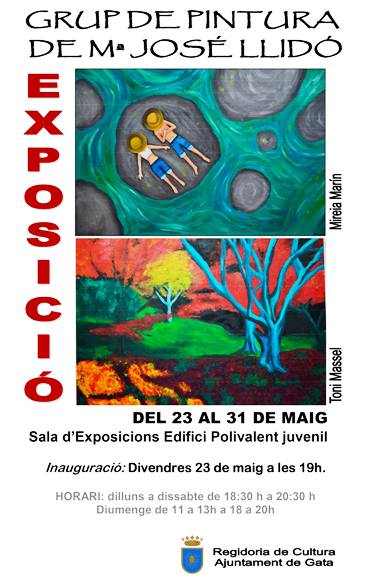 GRUP DE PINTURA
DE Mª JOSÉ LLIDÓ
EXPOSICIÓ
Mireia Marín
Toni Massel
DEL 23 AL 31 DE MAIG
Sala d'Exposicions Edifici Polivalent juvenil
Inauguració: Divendres 23 de maig a les 19h.
HORARI: dilluns a dissabte de 18:30 h a 20:30 h
Diumenge de 11 a 13h a 18 a 20h
Regidoria de Cultura
Ajuntament de Gata